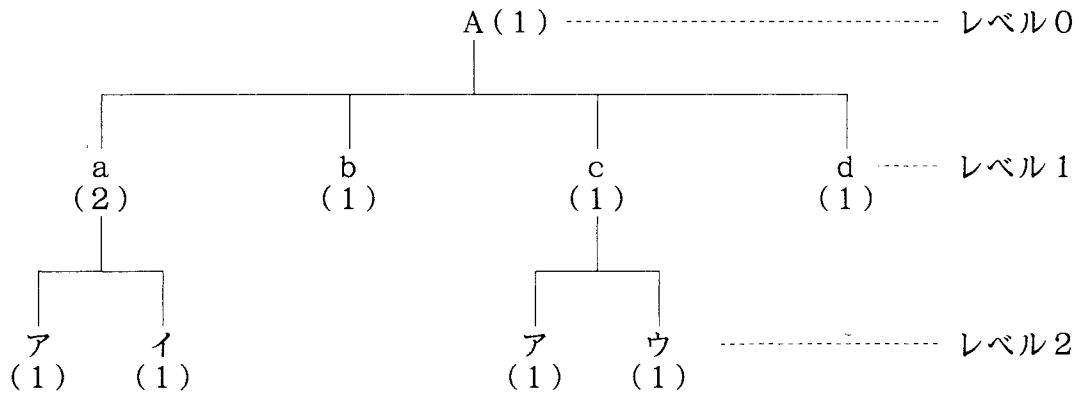 A(1) レベル0
a b c d レベル1
(2) (1) (1) (1)
ア イ ア ウ レベル2
(1) (1) (1) (1)